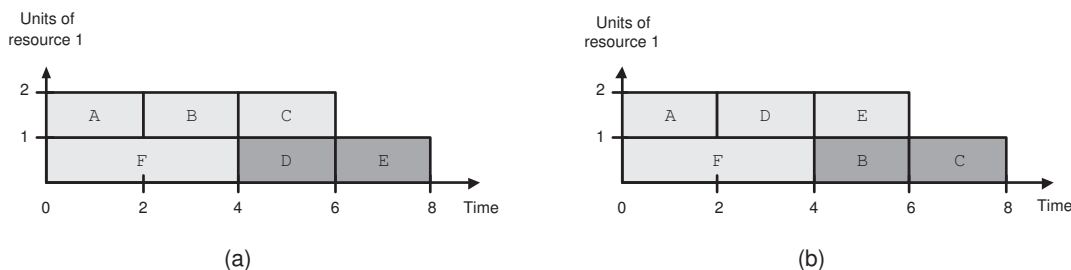 Units of
resource 1
2
A B C
1
F D E
0 2 4 6 8 Time
(a)
Units of
resource 1
2
A D E
1
F B C
0 2 4 6 8 Time
(b)